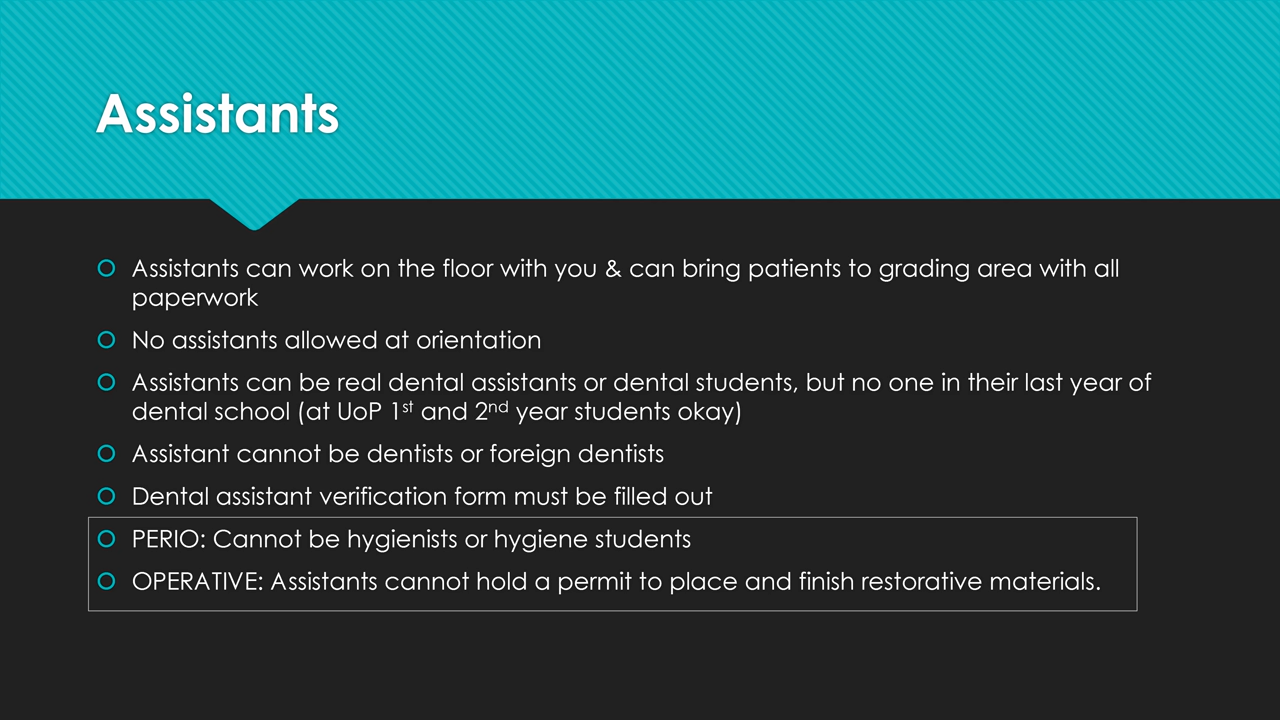 Assistants
Assistants can work on the floor with you & can bring patients to grading area with all
paperwork
No assistants allowed at orientation
Assistants can be real dental assistants or dental students, but no one in their last year of
dental school (at UoP 1st and 2nd year students okay)
Assistant cannot be dentists or foreign dentists
Dental assistant verification form must be filled out
PERIO: Cannot be hygienists or hygiene students
OPERATIVE: Assistants cannot hold a permit to place and finish restorative materials.